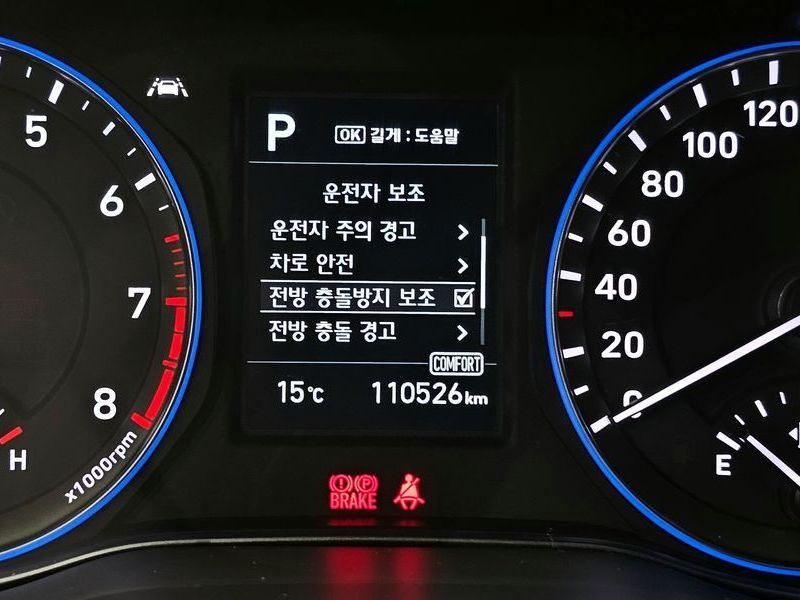 5
6
7
8
x1000rpm
H
P
OK 길게 : 도움말
운전자 보조
운전자 주의 경고
차로 안전
전방 충돌방지 보조
전방 충돌 경고
COMFORT
15℃ 110526km
(!) (P)
BRAKE
120
100
80
60
40
20
0
E